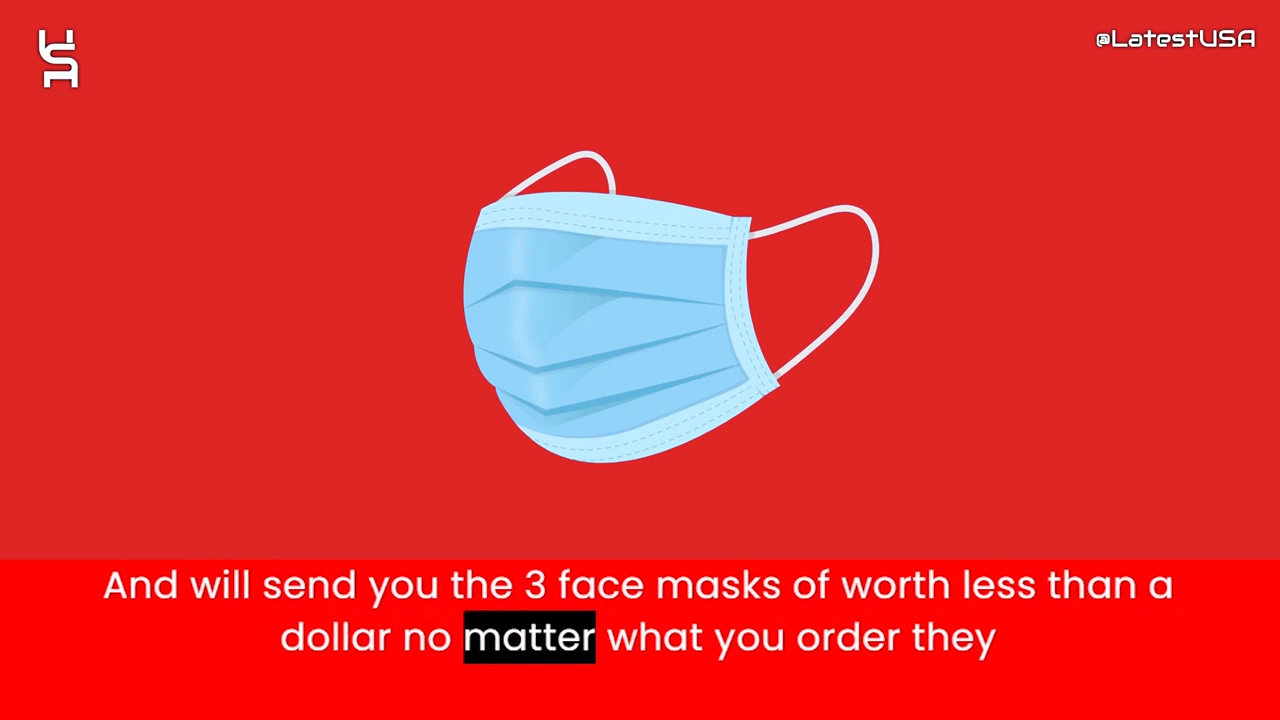 USA
@LatestUSA
And will send you the 3 face masks of worth less than a
dollar no matter what you order they